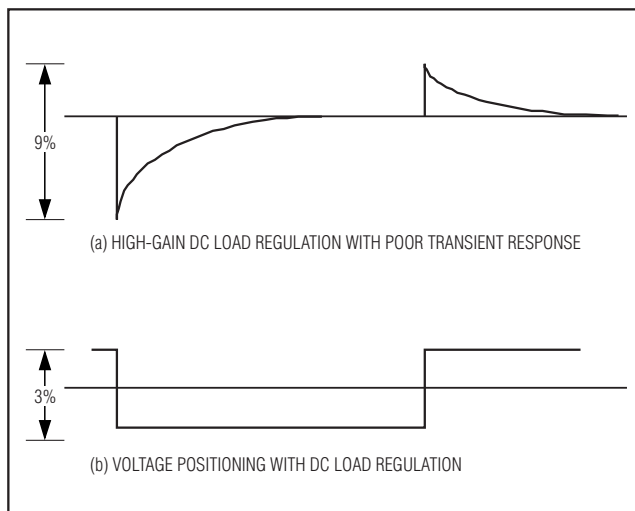 9%
(a) HIGH-GAIN DC LOAD REGULATION WITH POOR TRANSIENT RESPONSE
3%
(b) VOLTAGE POSITIONING WITH DC LOAD REGULATION